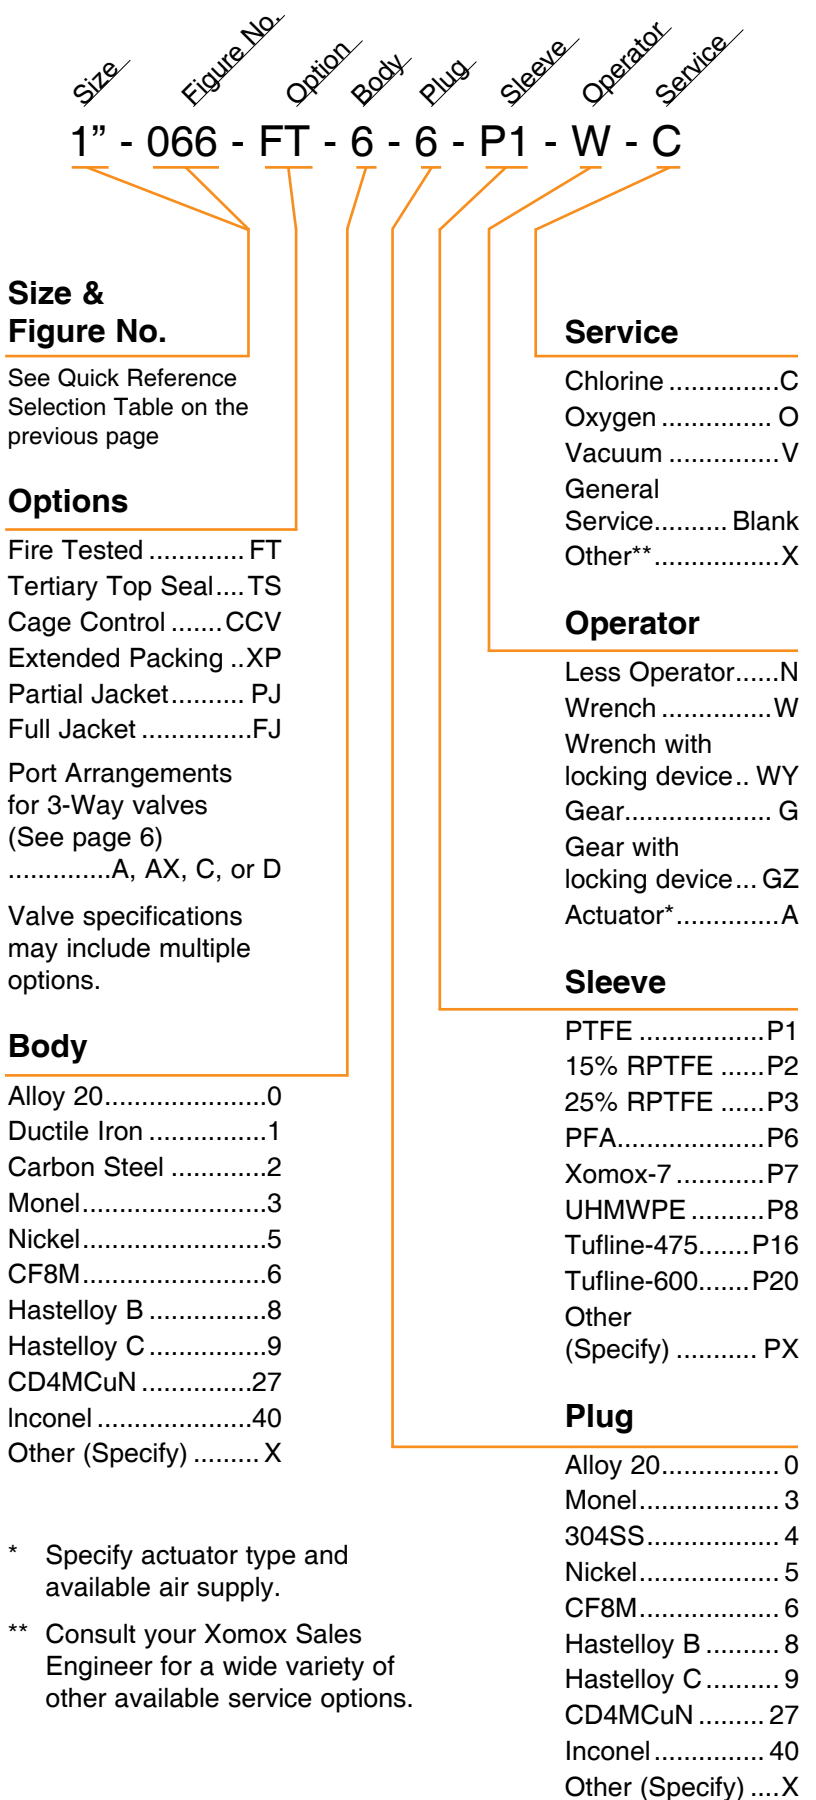 Size Figure No. Option Body Plug Sleeve Operator Service
1” - 066 - FT - 6 - 6 - P1 - W - C
Size &
Figure No.
See Quick Reference
Selection Table on the
previous page
Options
Fire Tested ............. FT
Tertiary Top Seal....TS
Cage Control .......CCV
Extended Packing ..XP
Partial Jacket.......... PJ
Full Jacket ...............FJ
Port Arrangements
for 3-Way valves
(See page 6)
..............A, AX, C, or D
Valve specifications
may include multiple
options.
Body
Alloy 20......................0
Ductile Iron ................1
Carbon Steel .............2
Monel.........................3
Nickel.........................5
CF8M.........................6
Hastelloy B ................8
Hastelloy C................9
CD4MCuN ...............27
Inconel .....................40
Other (Specify) ......... X
* Specify actuator type and
available air supply.
** Consult your Xomox Sales
Engineer for a wide variety of
other available service options.
Service
Chlorine ...............C
Oxygen ............... O
Vacuum ...............V
General
Service.......... Blank
Other**.................X
Operator
Less Operator......N
Wrench ...............W
Wrench with
locking device.. WY
Gear.................... G
Gear with
locking device... GZ
Actuator*..............A
Sleeve
PTFE .................P1
15% RPTFE ......P2
25% RPTFE ......P3
PFA....................P6
Xomox-7 ............P7
UHMWPE ..........P8
Tufline-475.......P16
Tufline-600.......P20
Other
(Specify) ........... PX
Plug
Alloy 20................ 0
Monel................... 3
304SS.................. 4
Nickel................... 5
CF8M................... 6
Hastelloy B .......... 8
Hastelloy C.......... 9
CD4MCuN ......... 27
Inconel ............... 40
Other (Specify) ....X